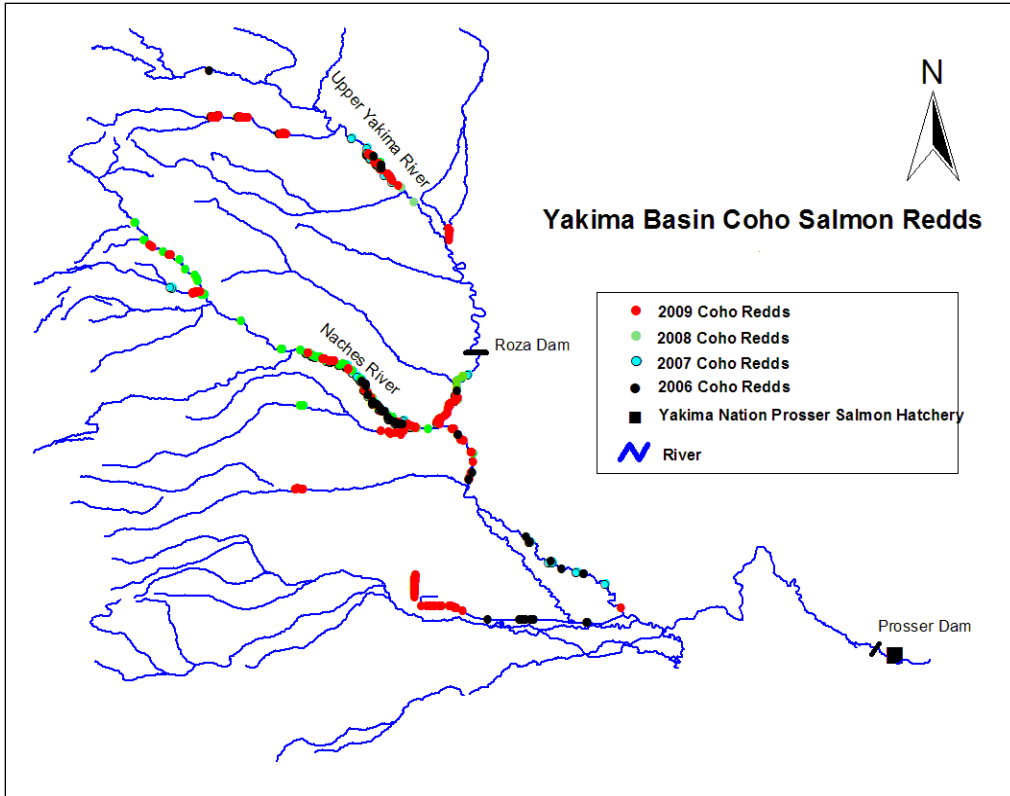 N
Upper Yakima River
Yakima Basin Coho Salmon Redds
2009 Coho Redds
2008 Coho Redds
2007 Coho Redds
2006 Coho Redds
Yakima Nation Prosser Salmon Hatchery
River
Roza Dam
Naches River
Prosser Dam